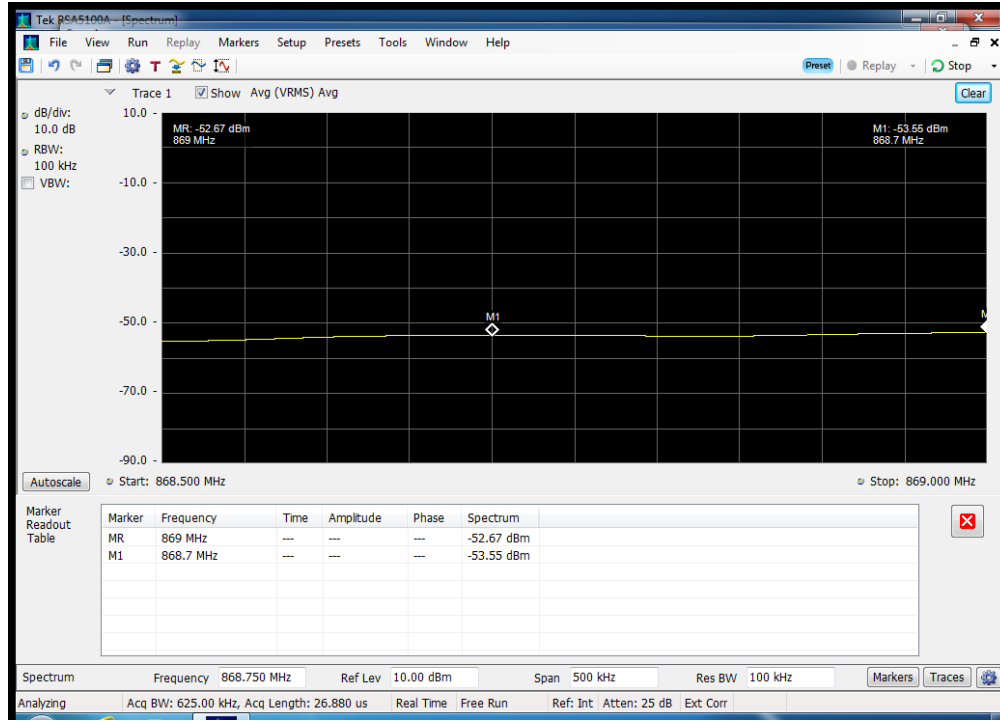 Tek RSA5100A - [Spectrum]
File View Run Replay Markers Setup Presets Tools Window Help
T Preset Replay Stop
Trace 1 Show Avg (VRMS) Avg Clear
dB/div:
10.0 dB
RBW:
100 kHz
VBW:
10.0 -
-10.0 -
-30.0 -
-50.0 -
-70.0 -
-90.0 -
MR: -52.67 dBm
869 MHz
M1: -53.55 dBm
868.7 MHz
M1
Autoscale Start: 868.500 MHz Stop: 869.000 MHz
Marker
Readout
Table
Marker Frequency Time Amplitude Phase Spectrum
MR 869 MHz --- --- --- -52.67 dBm
M1 868.7 MHz --- --- --- -53.55 dBm
Spectrum Frequency 868.750 MHz Ref Lev 10.00 dBm Span 500 kHz Res BW 100 kHz Markers Traces
Analyzing Acq BW: 625.00 kHz, Acq Length: 26.880 us Real Time Free Run Ref: Int Atten: 25 dB Ext Corr